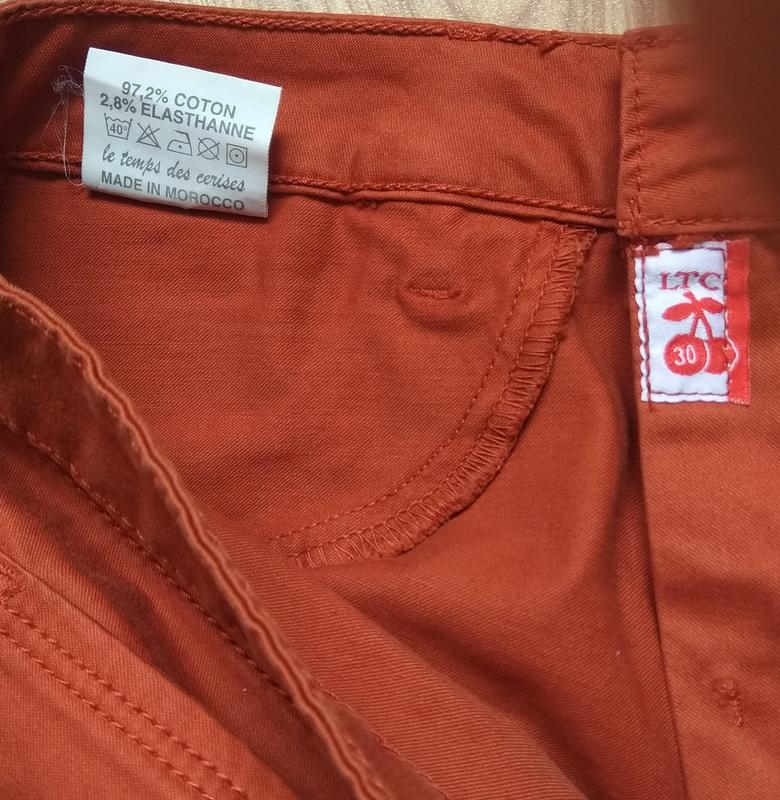 97,2% COTON
2,8% ELASTHANNE
40°
le temps des cerises
MADE IN MOROCCO
LTC
30